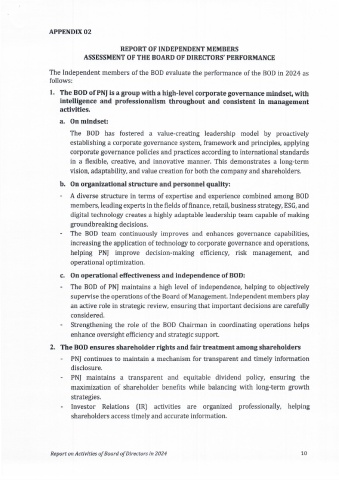 APPENDIX 02
REPORT OF INDEPENDENT MEMBERS
ASSESSMENT OF THE BOARD OF DIRECTORS' PERFORMANCE
The Independent members of the BOD evaluate the performance of the BOD in 2024 as
follows:
1. The BOD of PNJ is a group with a high-level corporate governance mindset, with
intelligence and professionalism throughout and consistent in management
activities.
a. On mindset:
The BOD has fostered a value-creating leadership model by proactively
establishing a corporate governance system, framework and principles, applying
corporate governance policies and practices according to international standards
in a flexible, creative, and innovative manner. This demonstrates a long-term
vision, adaptability, and value creation for both the company and shareholders.
b. On organizational structure and personnel quality:
- A diverse structure in terms of expertise and experience combined among BOD
members, leading experts in the fields of finance, retail, business strategy, ESG, and
digital technology creates a highly adaptable leadership team capable of making
groundbreaking decisions.
- The BOD team continuously improves and enhances governance capabilities,
increasing the application of technology to corporate governance and operations,
helping PNJ improve decision-making efficiency, risk management, and
operational optimization.
c. On operational effectiveness and independence of BOD:
- The BOD of PNJ maintains a high level of independence, helping to objectively
supervise the operations of the Board of Management. Independent members play
an active role in strategic review, ensuring that important decisions are carefully
considered.
- Strengthening the role of the BOD Chairman in coordinating operations helps
enhance oversight efficiency and strategic support.
2. The BOD ensures shareholder rights and fair treatment among shareholders
- PNJ continues to maintain a mechanism for transparent and timely information
disclosure.
- PNJ maintains a transparent and equitable dividend policy, ensuring the
maximization of shareholder benefits while balancing with long-term growth
strategies.
- Investor Relations (IR) activities are organized professionally, helping
shareholders access timely and accurate information.
Report on Activities of Board of Directors in 2024 10